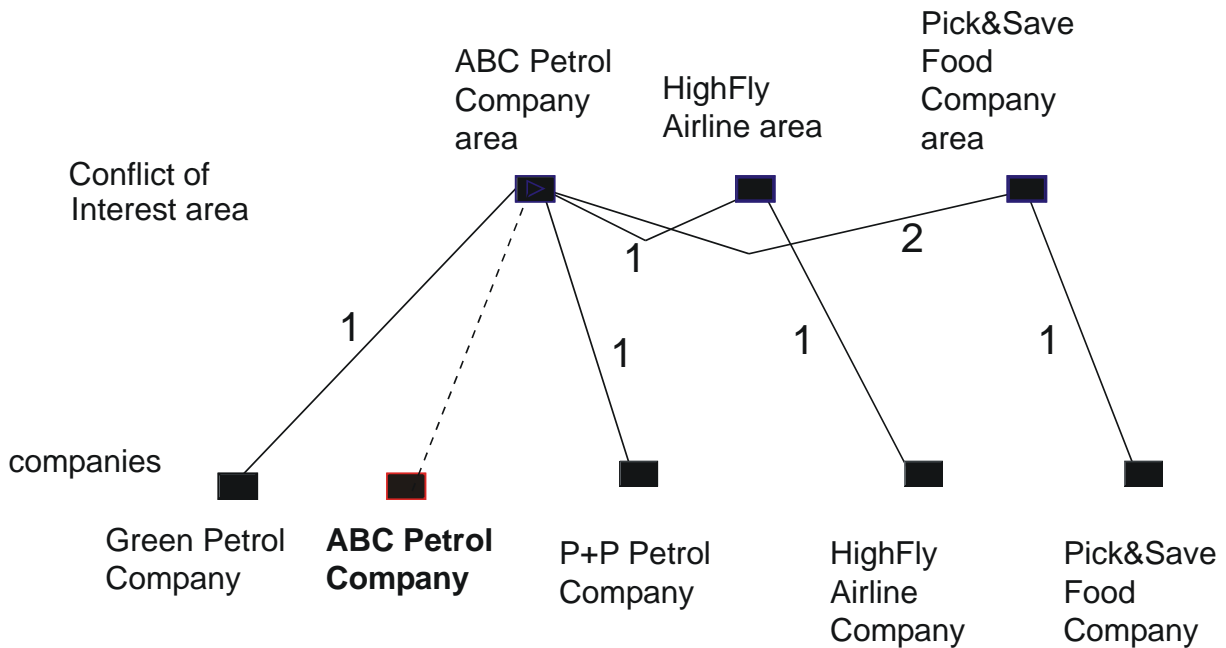 ABC Petrol
Company
area
HighFly
Airline area
Pick&Save
Food
Company
area
Conflict of
Interest area
1
2
1
1
1
1
companies
Green Petrol
Company
ABC Petrol
Company
P+P Petrol
Company
HighFly
Airline
Company
Pick&Save
Food
Company